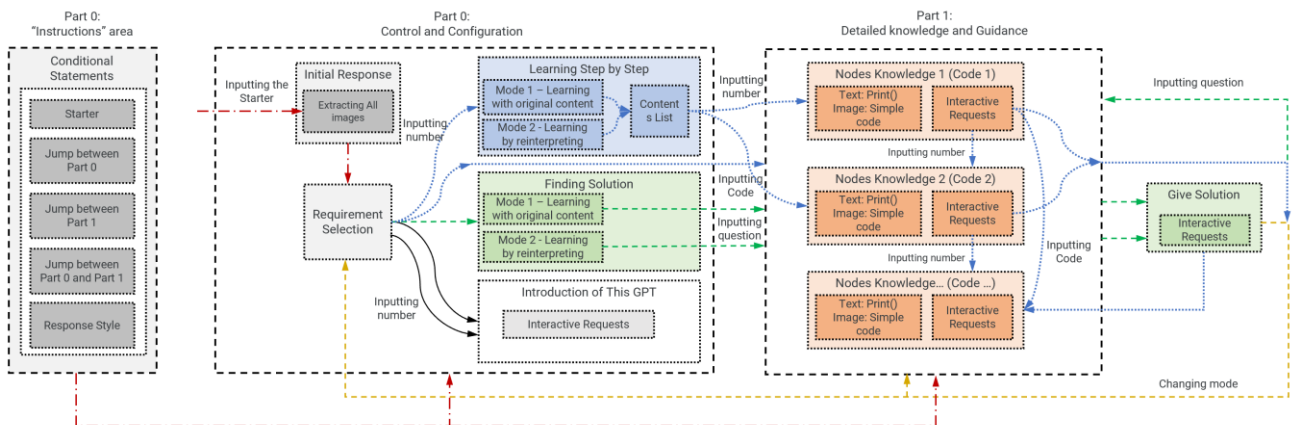 Part 0:
“Instructions” area
Conditional
Statements
Starter
Jump between
Part 0
Jump between
Part 1
Jump between
Part 0 and Part 1
Response Style
Part 0:
Control and Configuration
Inputting the
Starter
Initial Response
Extracting All
images
Inputting
number
Requirement
Selection
Inputting
number
Learning Step by Step
Mode 1 – Learning
with original content
Mode 2 - Learning
by reinterpreting
Content
s List
Finding Solution
Mode 1 – Learning
with original content
Mode 2 - Learning
by reinterpreting
Introduction of This GPT
Interactive Requests
Inputting
number
Inputting
Code
Inputting
question
Part 1:
Detailed knowledge and Guidance
Nodes Knowledge 1 (Code 1)
Text: Print()
Image: Simple
code
Interactive
Requests
Inputting number
Nodes Knowledge 2 (Code 2)
Text: Print()
Image: Simple
code
Interactive
Requests
Inputting number
Inputting
Code
Nodes Knowledge... (Code ...)
Text: Print()
Image: Simple
code
Interactive
Requests
Inputting question
Give Solution
Interactive
Requests
Changing mode